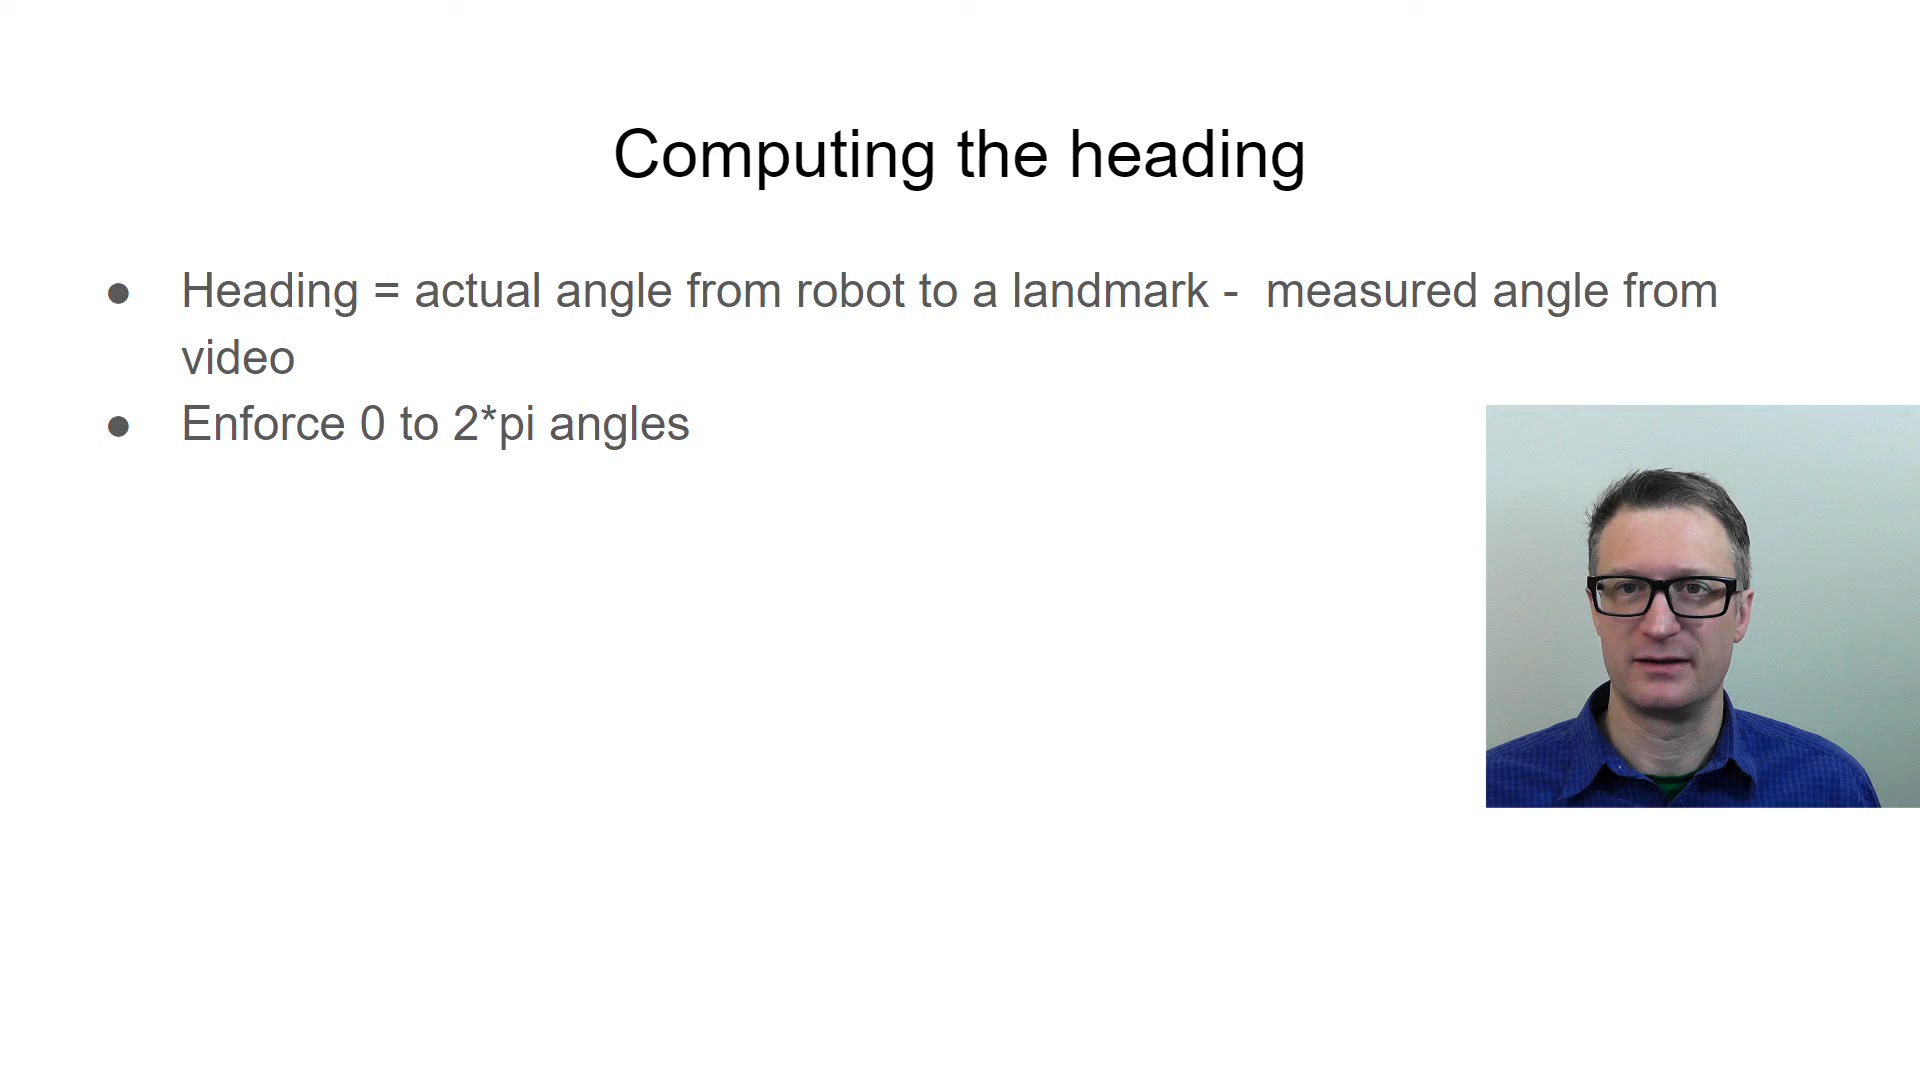 Computing the heading
● Heading = actual angle from robot to a landmark -  measured angle from
video
● Enforce 0 to 2*pi angles